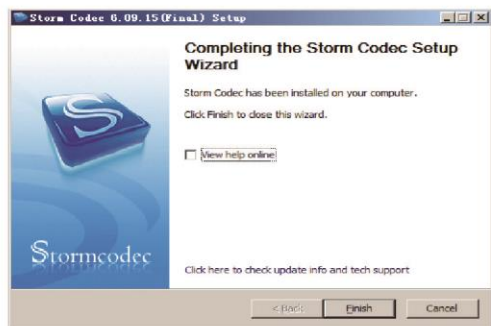 Storm Codec 6.09.15(Final) Setup
Completing the Storm Codec Setup
Wizard
Storm Codec has been installed on your computer.
Click Finish to close this wizard.
View help online
Stormcodec
Click here to check update info and tech support
< Back
Finish
Cancel